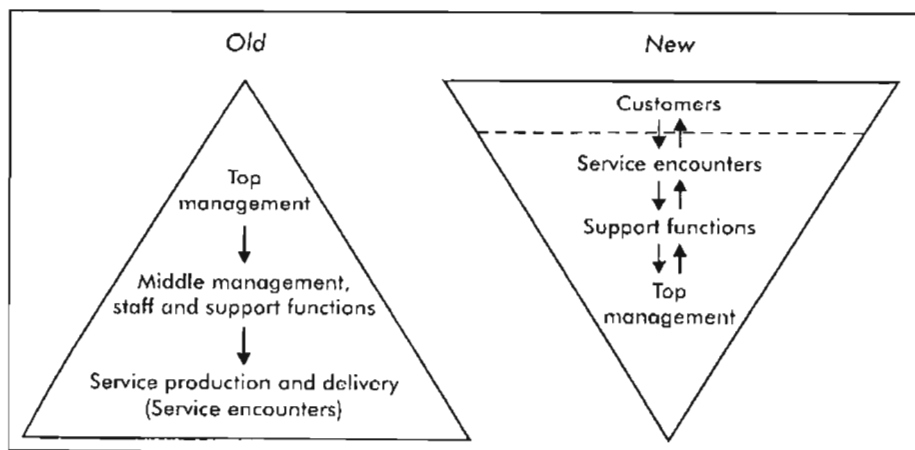 Old
Top
management
Middle management,
staff and support functions
Service production and delivery
(Service encounters)
New
Customers
Service encounters
Support functions
Top
management